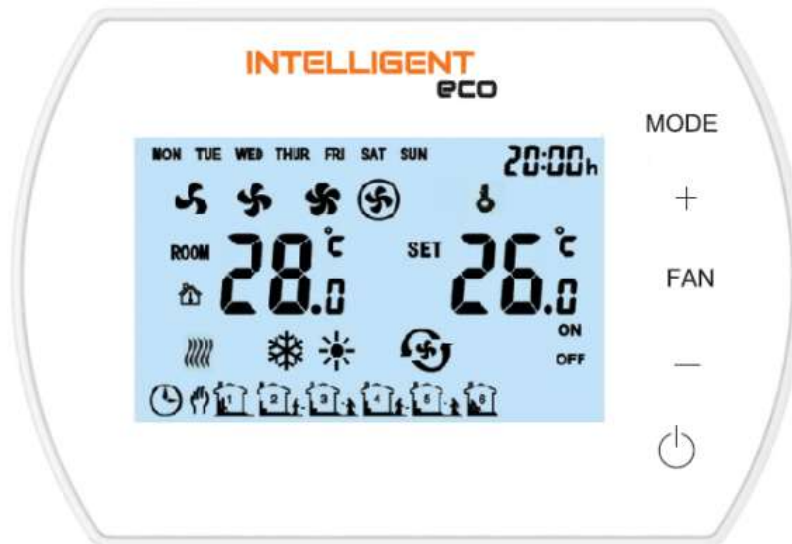 INTELLIGENT
eco
MODE
MON TUE WED THUR FRI SAT SUN 20:00h
+
ROOM 28.0 °C SET 26.0 °C
FAN
ON
OFF
—
1 2 3 4 5 6